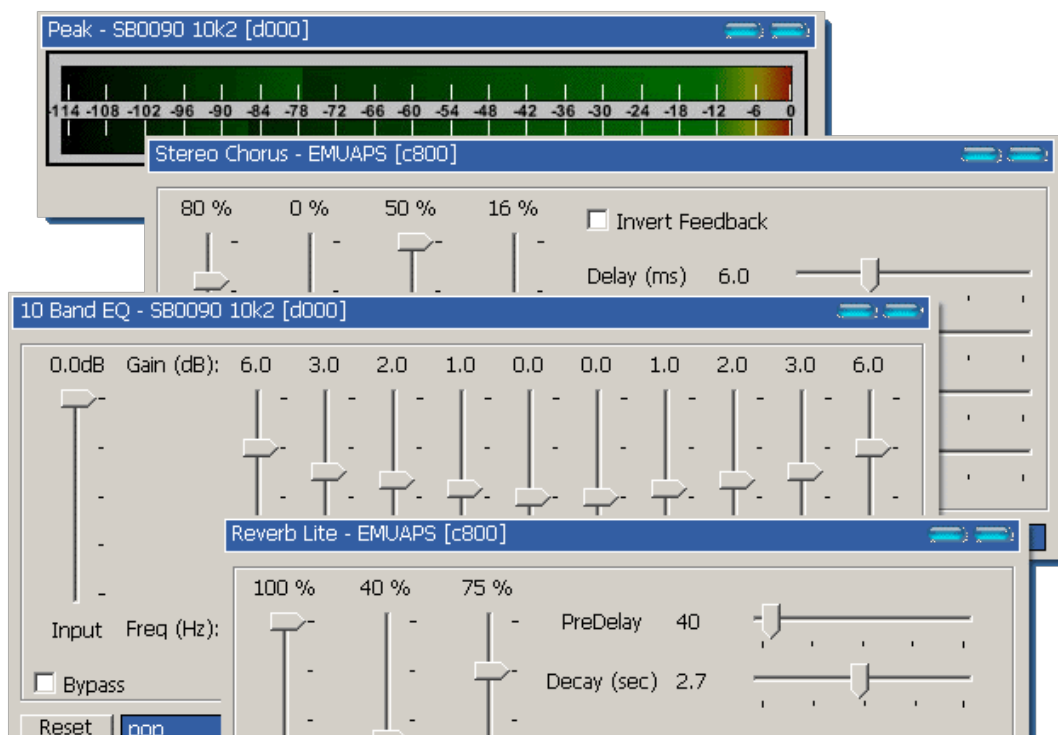 Peak - SB0090 10k2 [d000]
-114 -108 -102 -96 -90 -84 -78 -72 -66 -60 -54 -48 -42 -36 -30 -24 -18 -12 -6 0
Stereo Chorus - EMUAPS [c800]
80 % 0 % 50 % 16 %
Invert Feedback
Delay (ms) 6.0
10 Band EQ - SB0090 10k2 [d000]
0.0dB Gain (dB): 6.0 3.0 2.0 1.0 0.0 0.0 1.0 2.0 3.0 6.0
Input Freq (Hz):
Bypass
Reset pop
Reverb Lite - EMUAPS [c800]
100 % 40 % 75 %
PreDelay 40
Decay (sec) 2.7